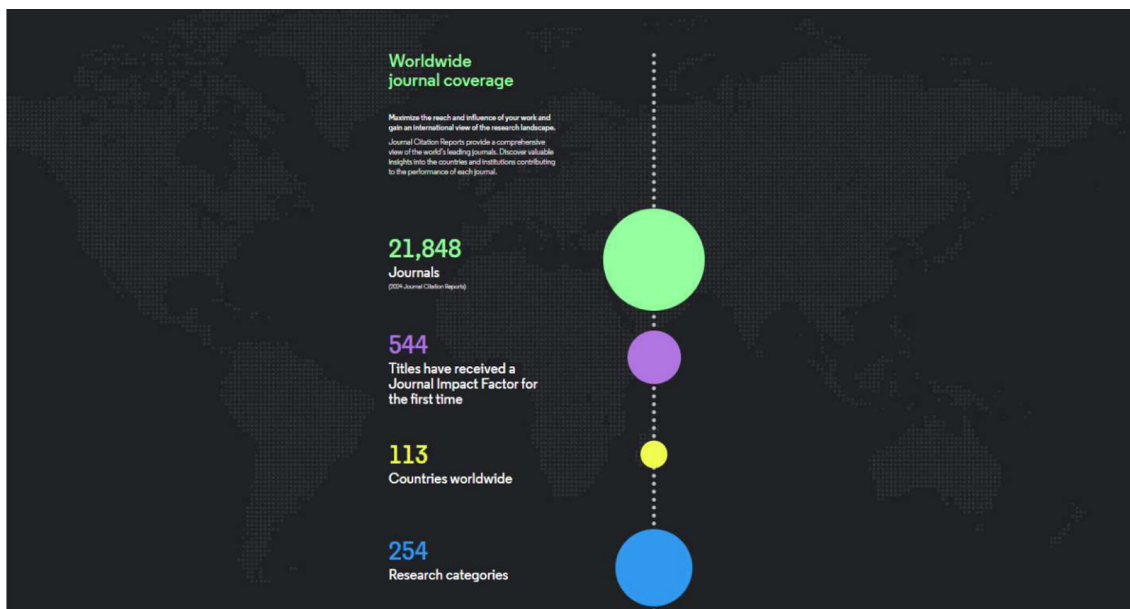 Worldwide
journal coverage
Maximize the reach and influence of your work and
gain an international view of the research landscape.
Journal Citation Reports provide a comprehensive
view of the world's leading journals. Discover valuable
insights into the countries and institutions contributing
to the performance of each journal.
21,848
Journals
(2024 Journal Citation Reports)
544
Titles have received a
Journal Impact Factor for
the first time
113
Countries worldwide
254
Research categories